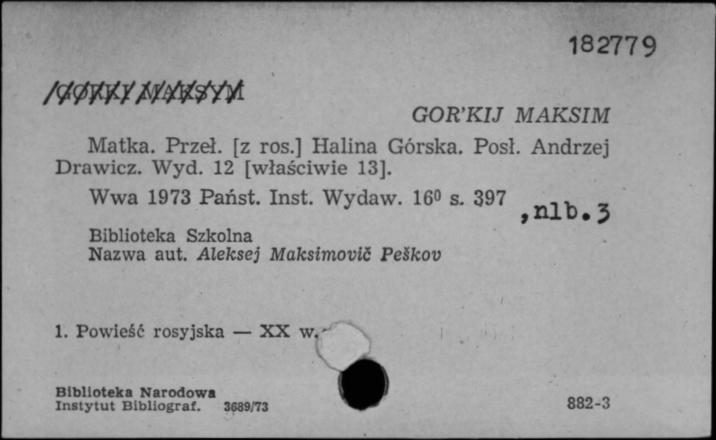 182779
GORKI MAKSYM
GOR'KIJ MAKSIM
Matka. Przeł. [z ros.] Halina Górska. Posł. Andrzej
Drawicz. Wyd. 12 [właściwie 13].
Wwa 1973 Państ. Inst. Wydaw. 16⁰ s. 397 ,nlb.3
Biblioteka Szkolna
Nazwa aut. Aleksej Maksimovič Peškov
1. Powieść rosyjska — XX w.
Biblioteka Narodowa
Instytut Bibliograf. 3689/73
882-3